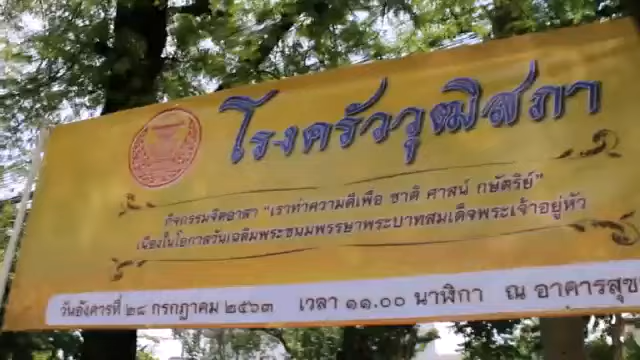 โรงครัววุฒิสภา
กิจกรรมจิตอาสา "เราทำความดีเพื่อ ชาติ ศาสน์ กษัตริย์"
เนื่องในโอกาสวันเฉลิมพระชนมพรรษาพระบาทสมเด็จพระเจ้าอยู่หัว
วันอังคารที่ ๒๘ กรกฎาคม ๒๕๖๓ เวลา ๑๑.๐๐ นาฬิกา ณ อาคารสุข